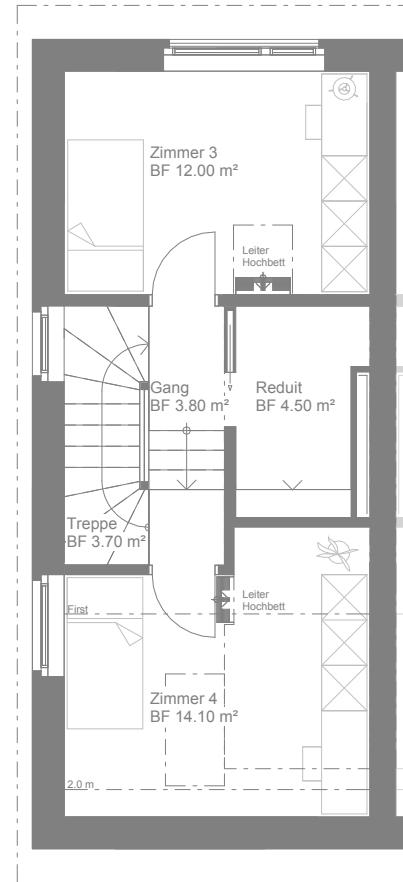 Zimmer 3
BF 12.00 m²
Leiter
Hochbett
Gang
BF 3.80 m²
Reduit
BF 4.50 m²
Treppe
BF 3.70 m²
First
Leiter
Hochbett
Zimmer 4
BF 14.10 m²
2.0 m